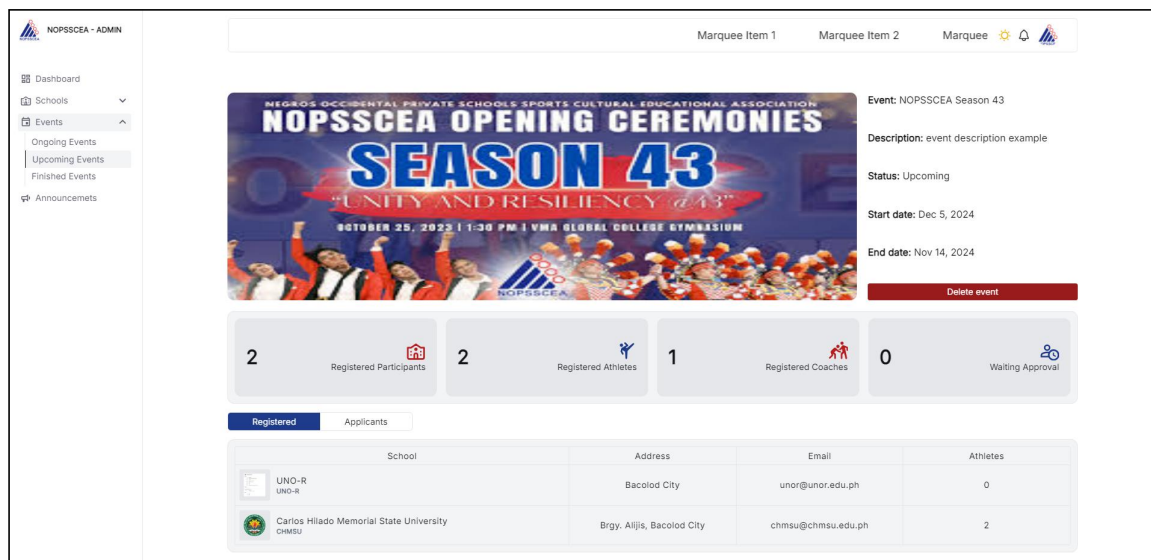 NOPSSCEA - ADMIN
Marquee Item 1
Marquee Item 2
Marquee
Dashboard
Schools
Events
Ongoing Events
Upcoming Events
Finished Events
Announcemets
NEGROS OCCIDENTAL PRIVATE SCHOOLS SPORTS CULTURAL EDUCATIONAL ASSOCIATION
NOPSSCEA OPENING CEREMONIES
SEASON 43
"UNITY AND RESILIENCY @43"
OCTOBER 25, 2023 | 1:30 PM | VMA GLOBAL COLLEGE GYMNASIUM
NOPSSCEA
Event: NOPSSCEA Season 43
Description: event description example
Status: Upcoming
Start date: Dec 5, 2024
End date: Nov 14, 2024
Delete event
2 Registered Participants
2 Registered Athletes
1 Registered Coaches
0 Waiting Approval
Registered
Applicants
School Address Email Athletes
UNO-R
UNO-R
Bacolod City unor@unor.edu.ph 0
Carlos Hilado Memorial State University
CHMSU
Brgy. Alijis, Bacolod City chmsu@chmsu.edu.ph 2